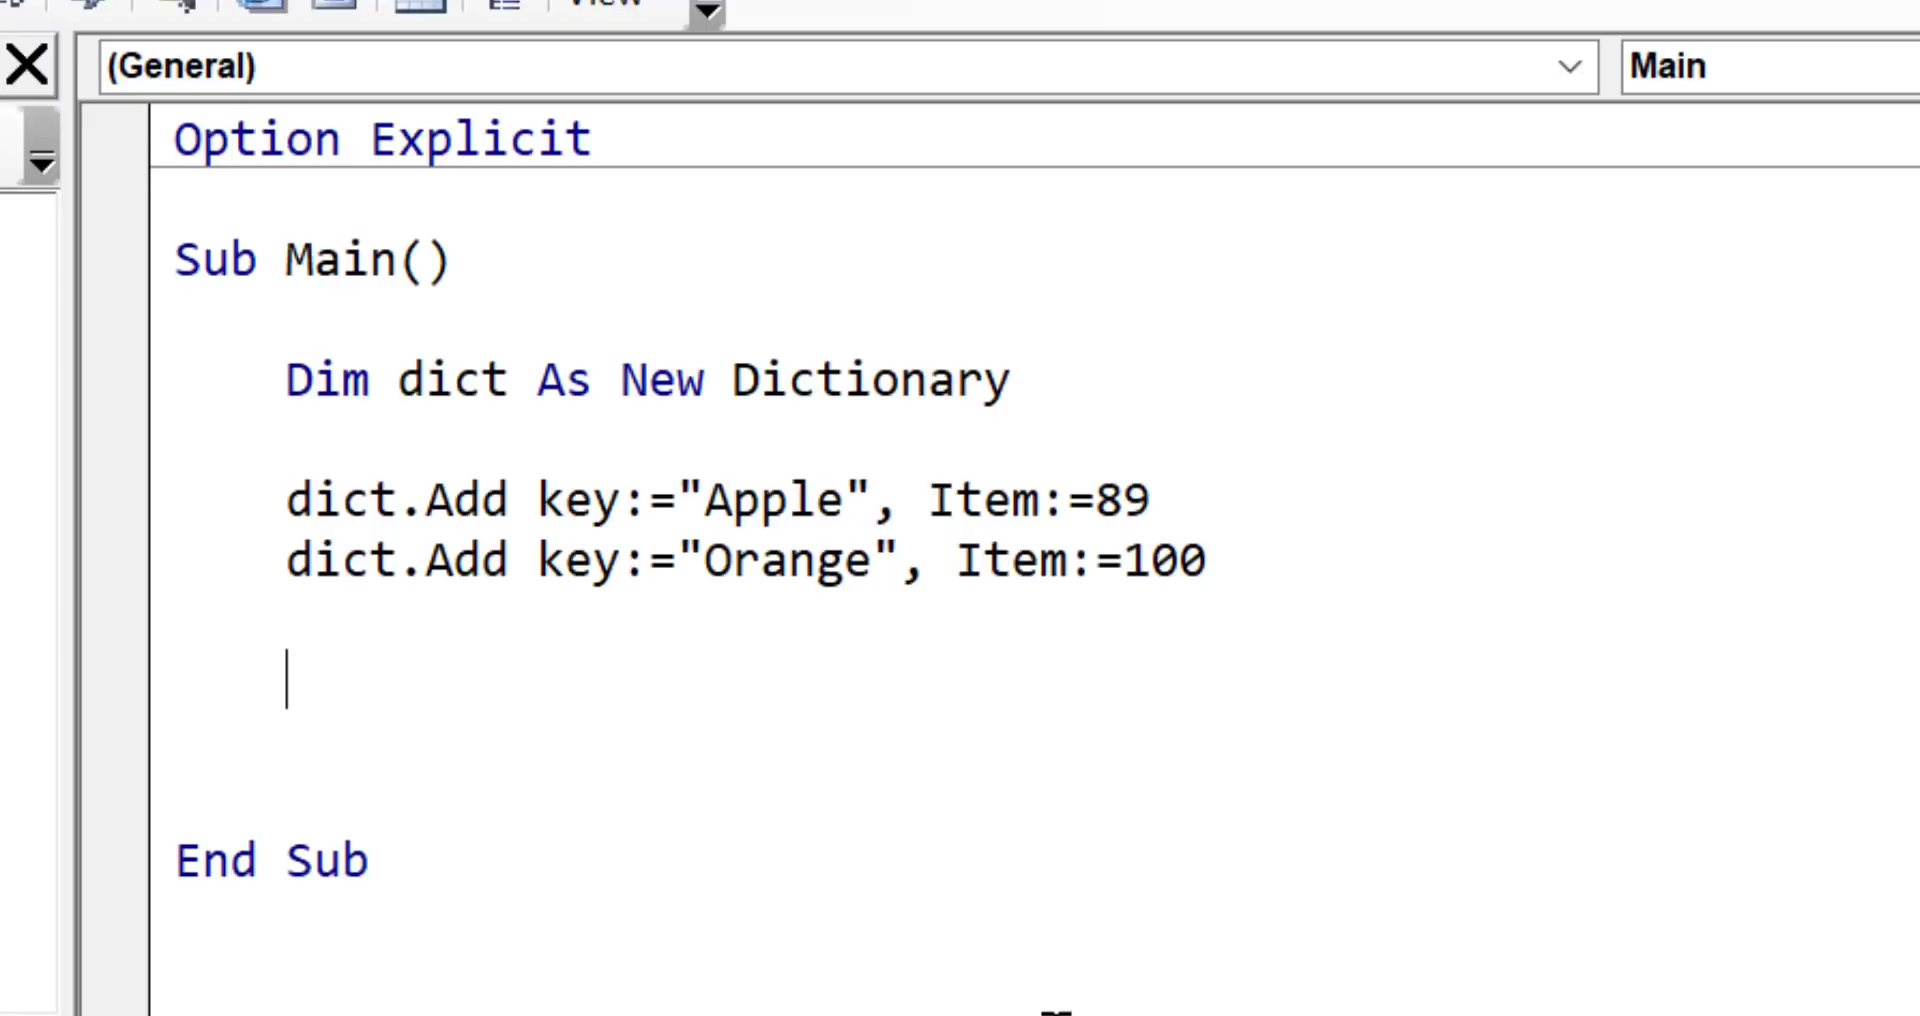 View
(General)
Main
Option Explicit
Sub Main()
Dim dict As New Dictionary
dict.Add key:="Apple", Item:=89
dict.Add key:="Orange", Item:=100
End Sub